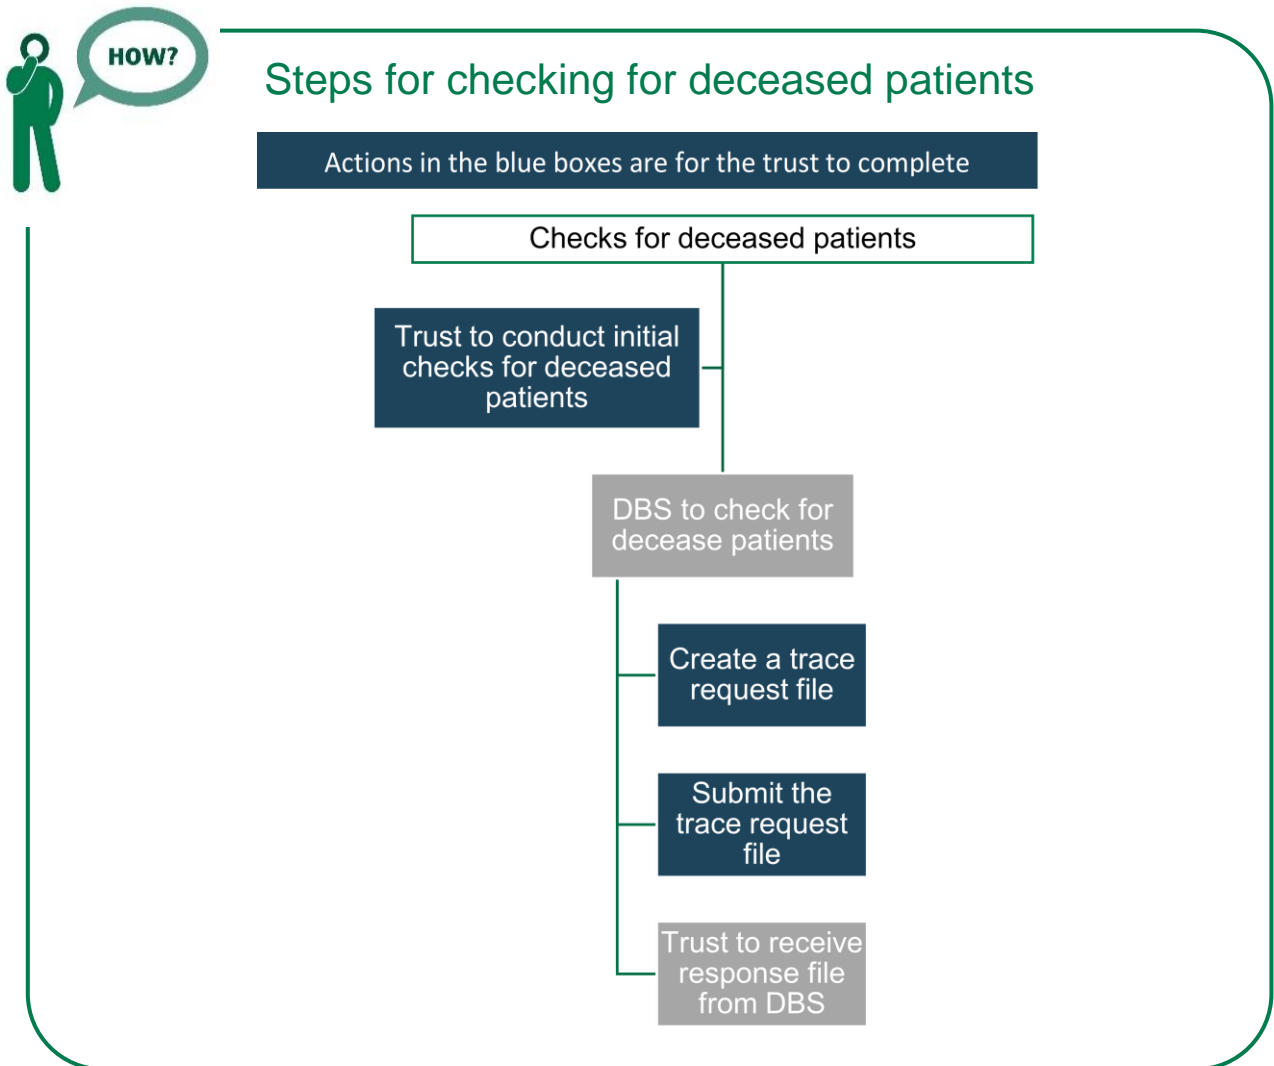 HOW?
Steps for checking for deceased patients
Actions in the blue boxes are for the trust to complete
Checks for deceased patients
Trust to conduct initial
checks for deceased
patients
DBS to check for
decease patients
Create a trace
request file
Submit the
trace request
file
Trust to receive
response file
from DBS